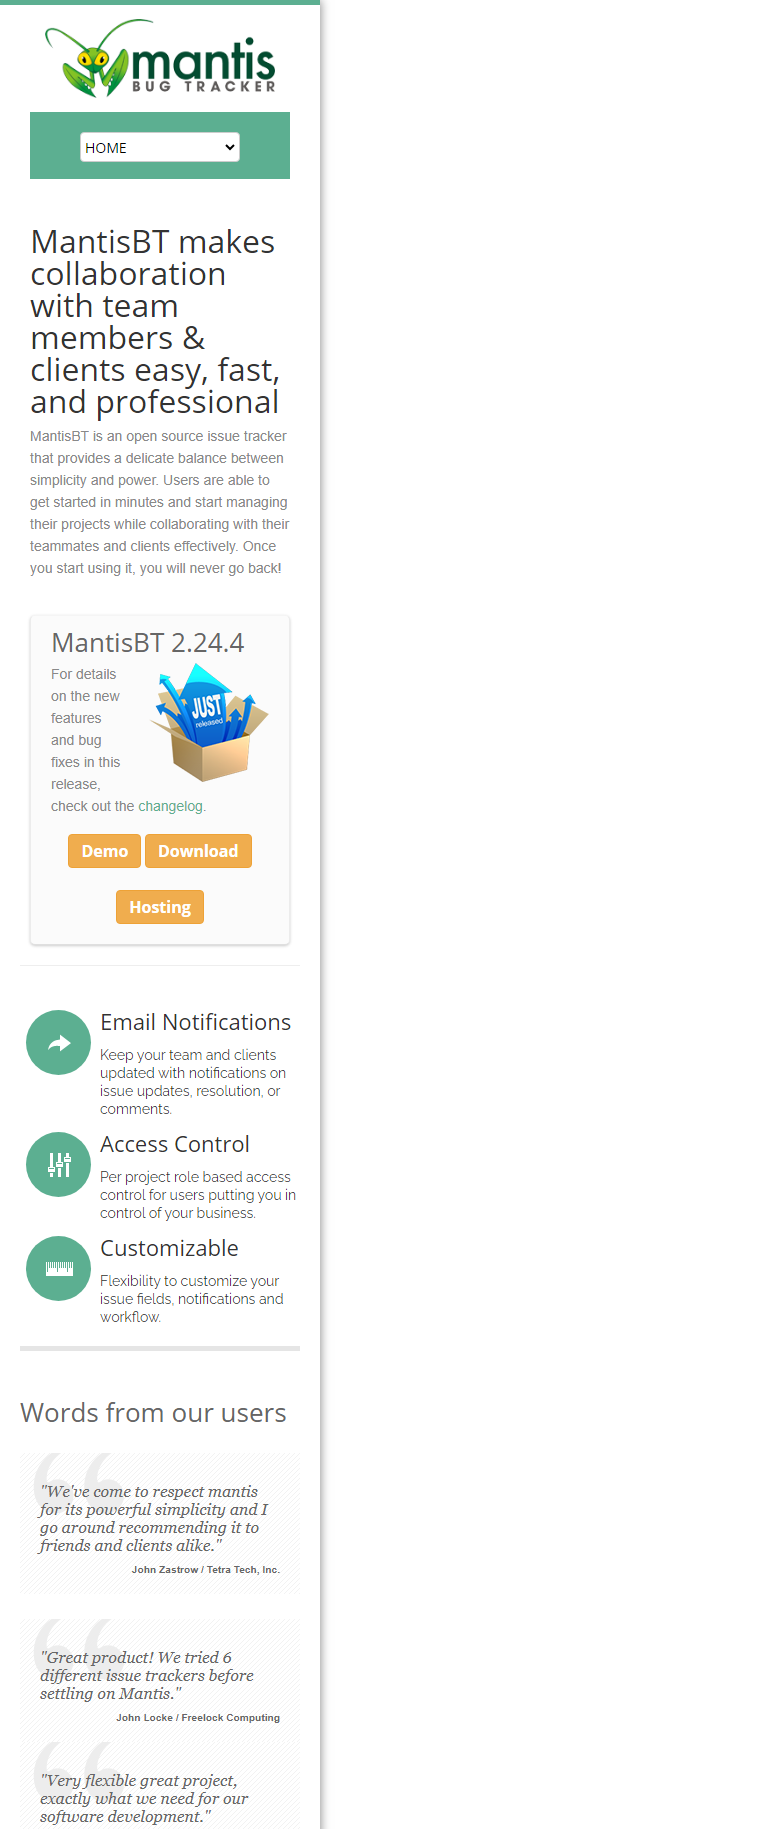 mantis
BUG TRACKER
HOME
MantisBT makes
collaboration
with team
members &
clients easy, fast,
and professional
MantisBT is an open source issue tracker
that provides a delicate balance between
simplicity and power. Users are able to
get started in minutes and start managing
their projects while collaborating with their
teammates and clients effectively. Once
you start using it, you will never go back!
MantisBT 2.24.4
For details
on the new
features
and bug
fixes in this
release,
check out the changelog.
JUST
released
Demo Download
Hosting
Email Notifications
Keep your team and clients
updated with notifications on
issue updates, resolution, or
comments.
Access Control
Per project role based access
control for users putting you in
control of your business.
Customizable
Flexibility to customize your
issue fields, notifications and
workflow.
Words from our users
"We've come to respect mantis
for its powerful simplicity and I
go around recommending it to
friends and clients alike."
John Zastrow / Tetra Tech, Inc.
"Great product! We tried 6
different issue trackers before
settling on Mantis."
John Locke / Freelock Computing
"Very flexible great project,
exactly what we need for our
software development."